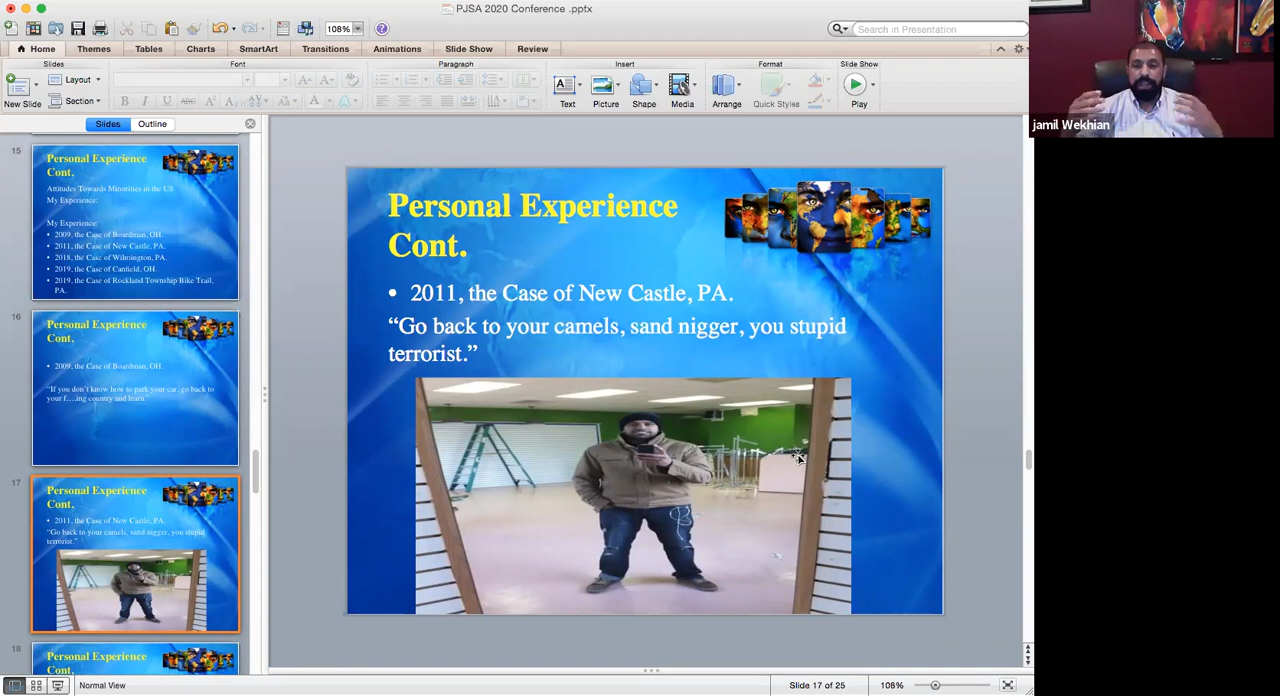 PJSA 2020 Conference .pptx
108%
Search in Presentation
Home Themes Tables Charts SmartArt Transitions Animations Slide Show Review
Slides Font Paragraph Insert Format Slide Show
New Slide Layout Section
B I U ABC
Text Picture Shape Media Arrange Quick Styles Play
jamil Wekhian
Slides Outline
15
Personal Experience
Cont.
Attitudes Towards Minorities in the US
My Experience:
My Experience:
• 2009, the Case of Boardman, OH.
• 2011, the Case of New Castle, PA.
• 2018, the Case of Wilmington, PA.
• 2019, the Case of Canfield, OH.
• 2019, the Case of Rockland Township Bike Trail,
PA.
16
Personal Experience
Cont.
• 2009, the Case of Boardman, OH.
“If you don’t know how to park your car, go back to
your f....ing country and learn.”
17
Personal Experience
Cont.
• 2011, the Case of New Castle, PA.
“Go back to your camels, sand nigger, you stupid
terrorist.”
18
Personal Experience
Cont.
Personal Experience
Cont.
• 2011, the Case of New Castle, PA.
“Go back to your camels, sand nigger, you stupid
terrorist.”
Normal View
Slide 17 of 25
108%